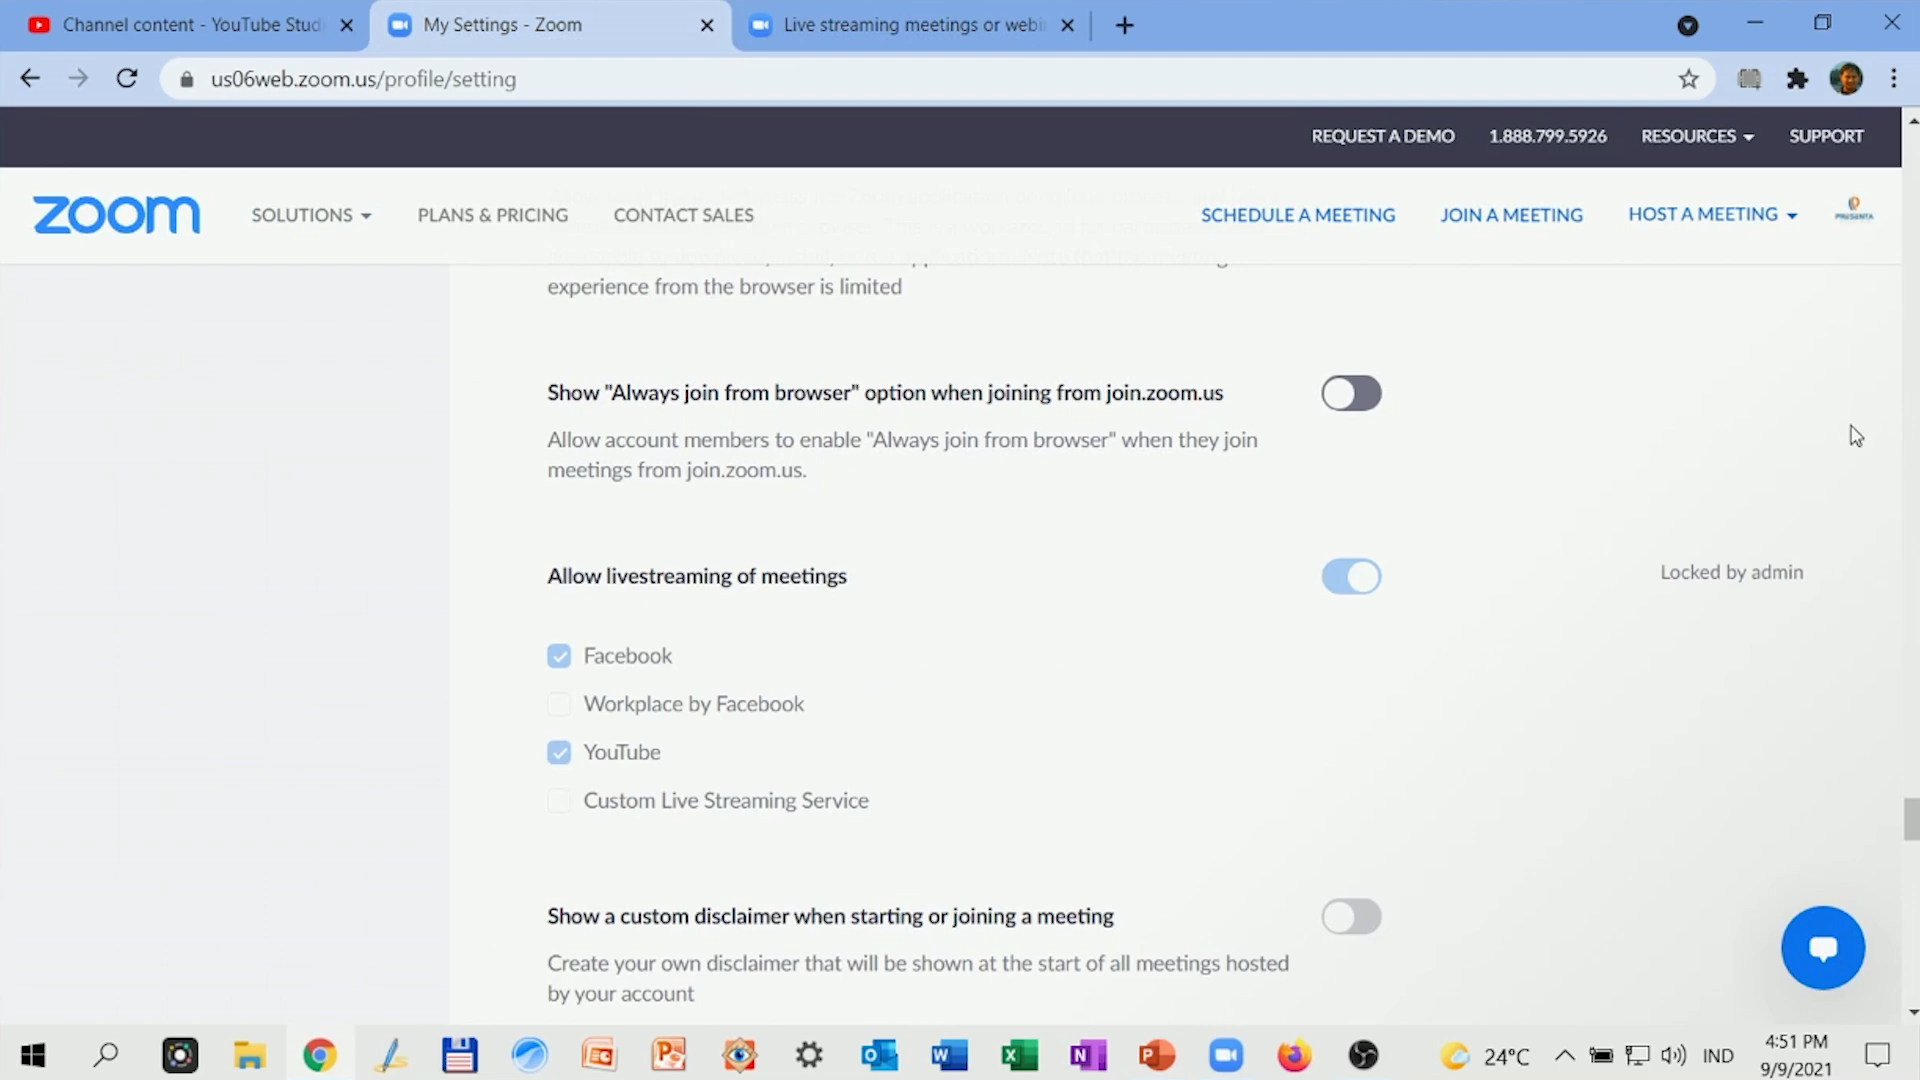 Channel content - YouTube Studi
My Settings - Zoom
Live streaming meetings or webi
us06web.zoom.us/profile/setting
REQUEST A DEMO
1.888.799.5926
RESOURCES
SUPPORT
zoom
SOLUTIONS
PLANS & PRICING
CONTACT SALES
SCHEDULE A MEETING
JOIN A MEETING
HOST A MEETING
PRESENTA
experience from the browser is limited
Show "Always join from browser" option when joining from join.zoom.us
Allow account members to enable "Always join from browser" when they join
meetings from join.zoom.us.
Allow livestreaming of meetings
Locked by admin
Facebook
Workplace by Facebook
YouTube
Custom Live Streaming Service
Show a custom disclaimer when starting or joining a meeting
Create your own disclaimer that will be shown at the start of all meetings hosted
by your account
24°C
IND
4:51 PM
9/9/2021